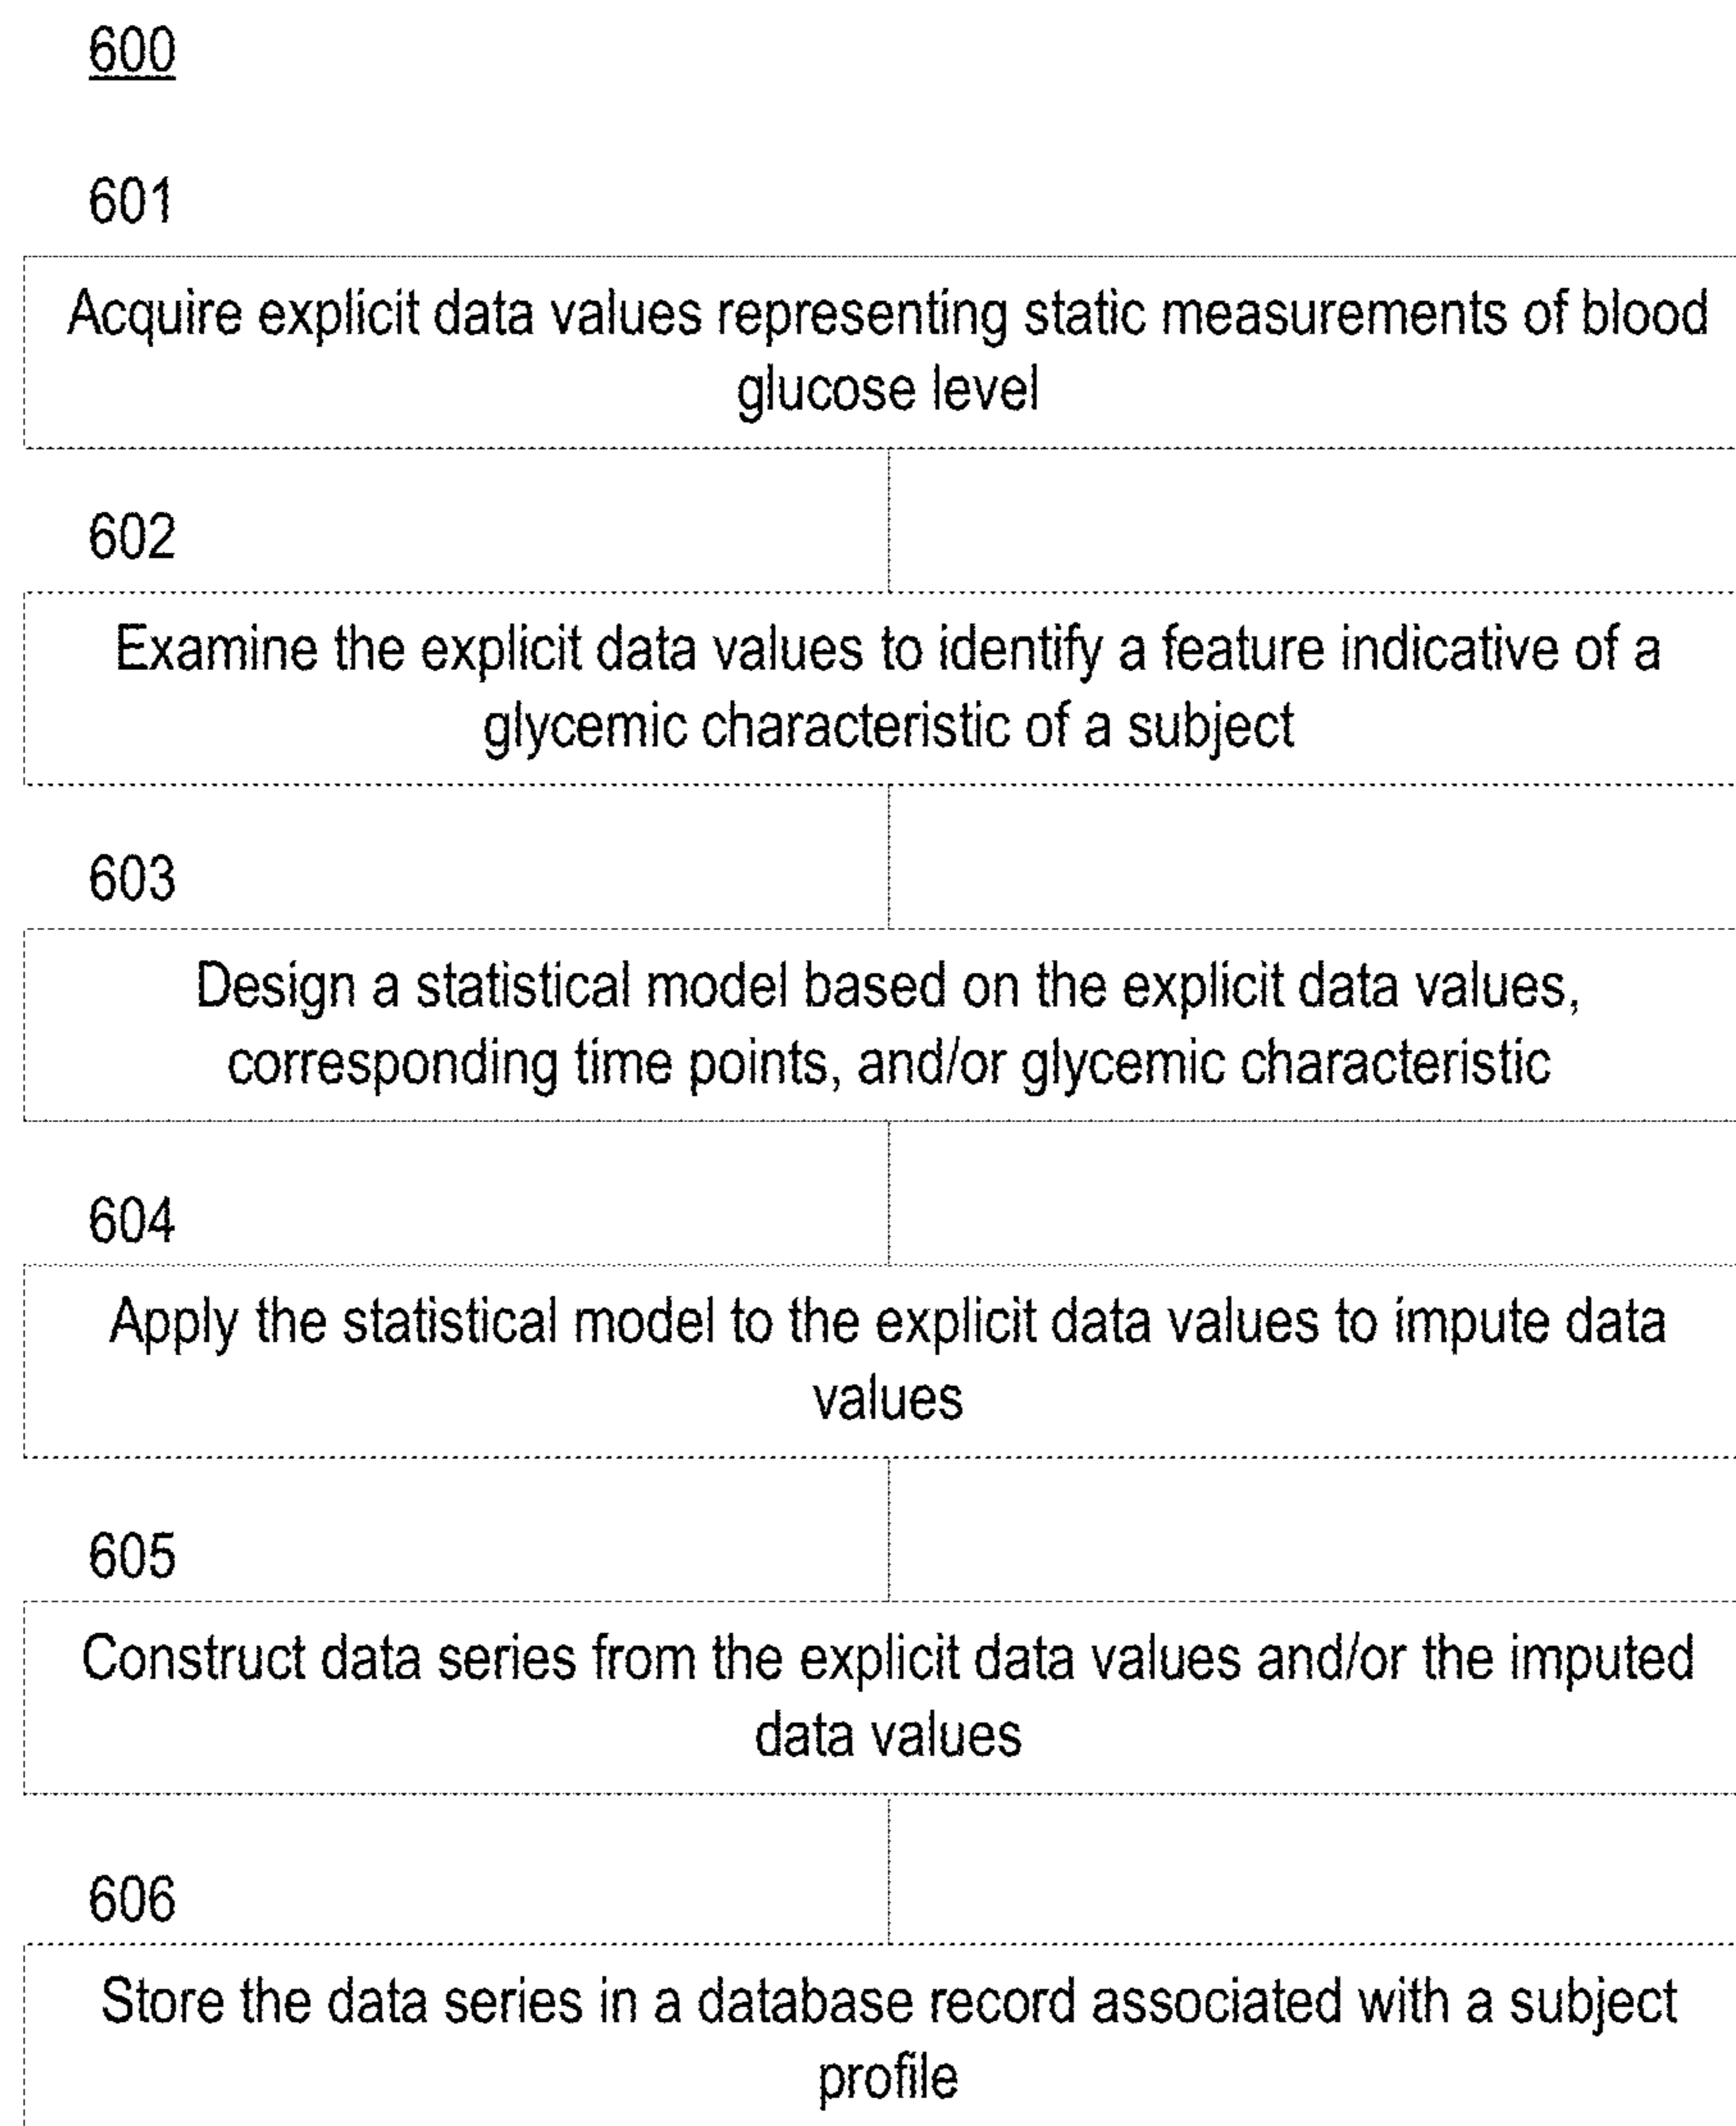 600
601
Acquire explicit data values representing static measurements of blood
glucose level
602
Examine the explicit data values to identify a feature indicative of a
glycemic characteristic of a subject
603
Design a statistical model based on the explicit data values,
corresponding time points, and/or glycemic characteristic
604
Apply the statistical model to the explicit data values to impute data
values
605
Construct data series from the explicit data values and/or the imputed
data values
606
Store the data series in a database record associated with a subject
profile